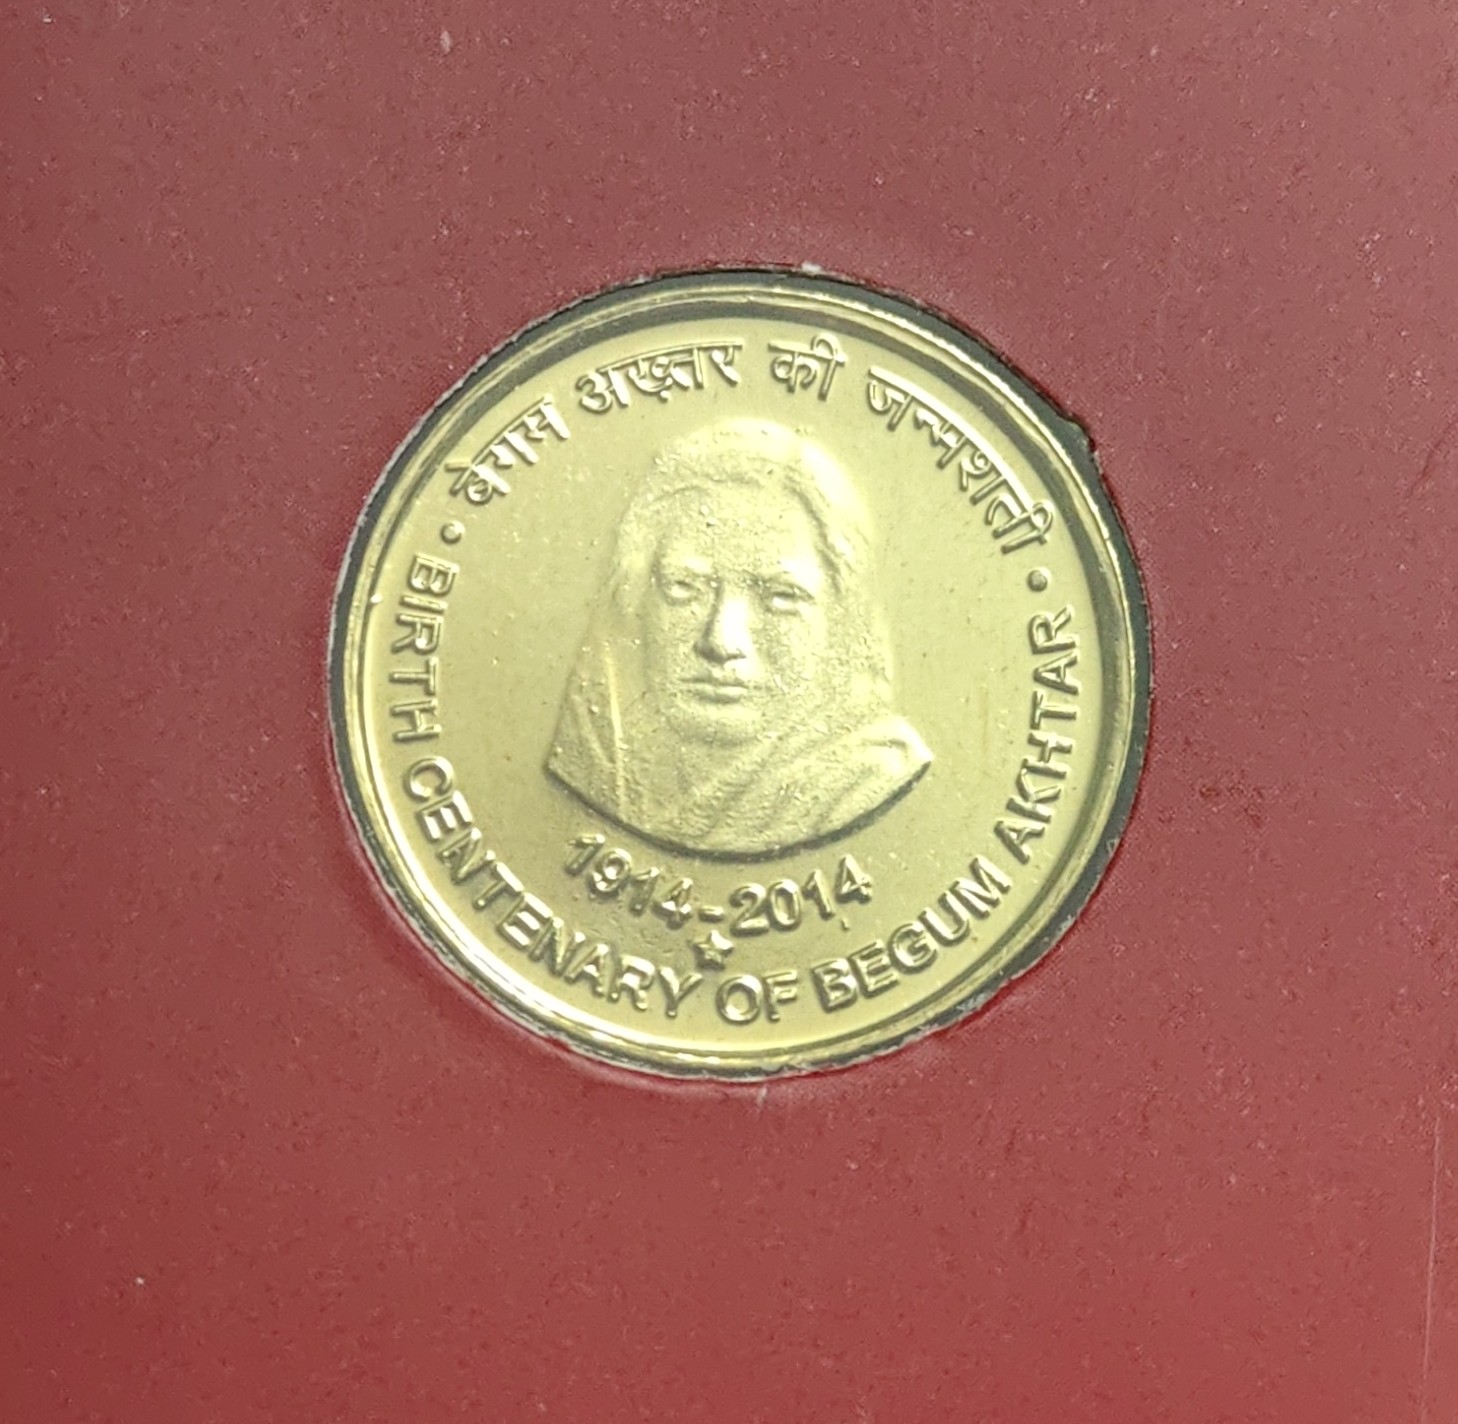 बेगम अख़्तर की जन्मशती
1914-2014
BIRTH CENTENARY OF BEGUM AKHTAR